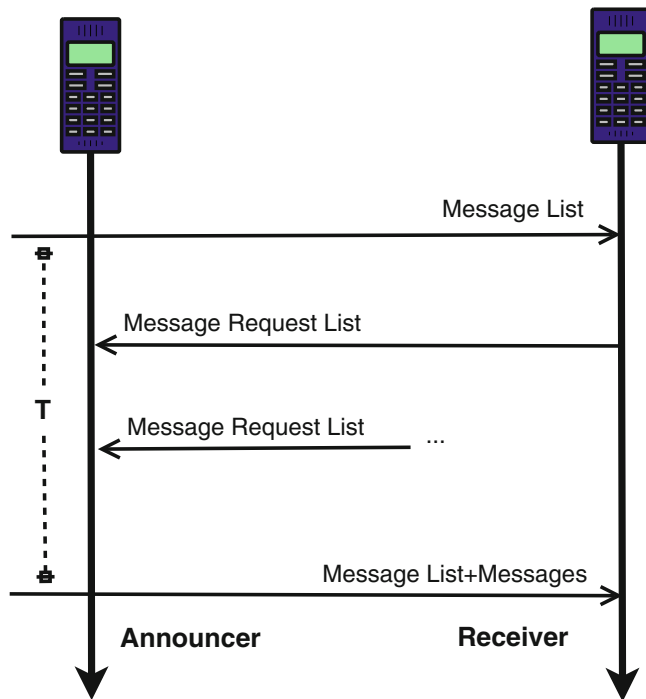 Message List
Message Request List
T
Message Request List
...
Message List+Messages
Announcer
Receiver